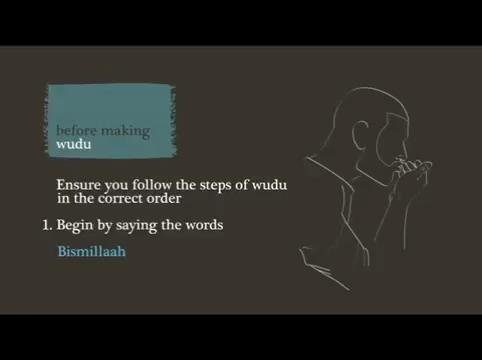 before making
wudu
Ensure you follow the steps of wudu
in the correct order
1. Begin by saying the words
Bismillaah